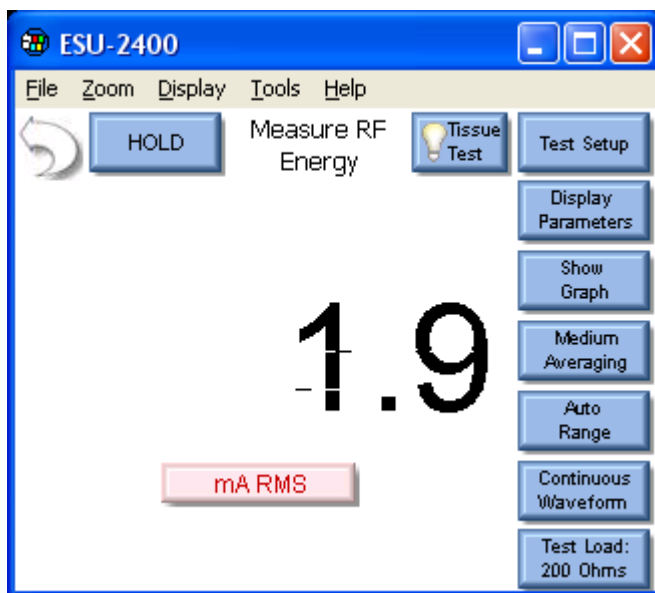 ESU-2400
File Zoom Display Tools Help
HOLD
Measure RF
Energy
Tissue
Test
Test Setup
Display
Parameters
Show
Graph
1.9
Medium
Averaging
Auto
Range
mA RMS
Continuous
Waveform
Test Load:
200 Ohms